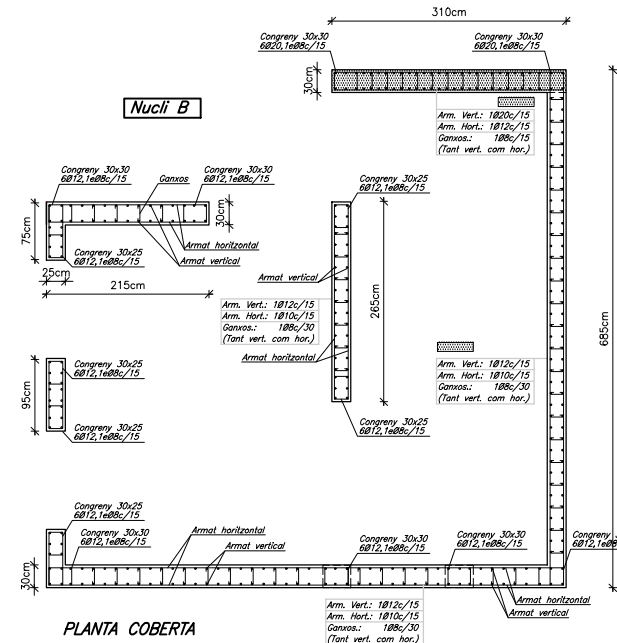 310cm
Congreny 30x30
6Ø20,1eØ8c/15
Congreny 30x30
6Ø20,1eØ8c/15
30cm
Nucli B
Arm. Vert.: 1Ø20c/15
Arm. Hort.: 1Ø12c/15
Ganxos.: 1Ø8c/15
(Tant vert. com hor.)
Congreny 30x30
6Ø12,1eØ8c/15
Ganxos
Congreny 30x30
6Ø12,1eØ8c/15
Congreny 30x25
6Ø12,1eØ8c/15
75cm
30cm
Armat horitzontal
Armat vertical
Congreny 30x25
6Ø12,1eØ8c/15
25cm
215cm
Armat vertical
265cm
685cm
Arm. Vert.: 1Ø12c/15
Arm. Hort.: 1Ø10c/15
Ganxos.: 1Ø8c/30
(Tant vert. com hor.)
Armat horitzontal
Arm. Vert.: 1Ø12c/15
Arm. Hort.: 1Ø10c/15
Ganxos.: 1Ø8c/30
(Tant vert. com hor.)
95cm
Congreny 30x25
6Ø12,1eØ8c/15
Congreny 30x25
6Ø12,1eØ8c/15
Congreny 30x25
6Ø12,1eØ8c/15
Congreny 30x25
6Ø12,1eØ8c/15
Congreny 30x30
6Ø12,1eØ8c/15
Armat horitzontal
Armat vertical
Congreny 30x30
6Ø12,1eØ8c/15
Congreny 30x30
6Ø12,1eØ8c/15
Congreny
6Ø12,1eØ8
30cm
Armat horitzontal
Armat vertical
Arm. Vert.: 1Ø12c/15
Arm. Hort.: 1Ø10c/15
Ganxos.: 1Ø8c/30
(Tant vert. com hor.)
PLANTA COBERTA